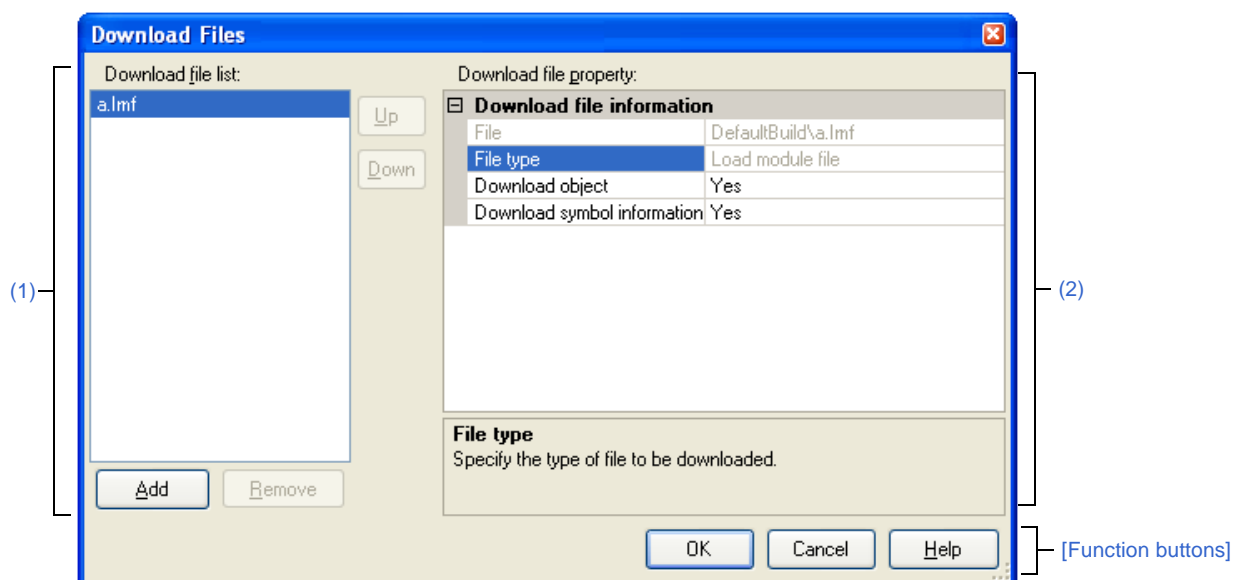 Download Files
Download file list:
a.lmf
Up
Down
Add
Remove
(1)
Download file property:
Download file information
File DefaultBuild\a.lmf
File type Load module file
Download object Yes
Download symbol information Yes
File type
Specify the type of file to be downloaded.
(2)
OK
Cancel
Help
[Function buttons]